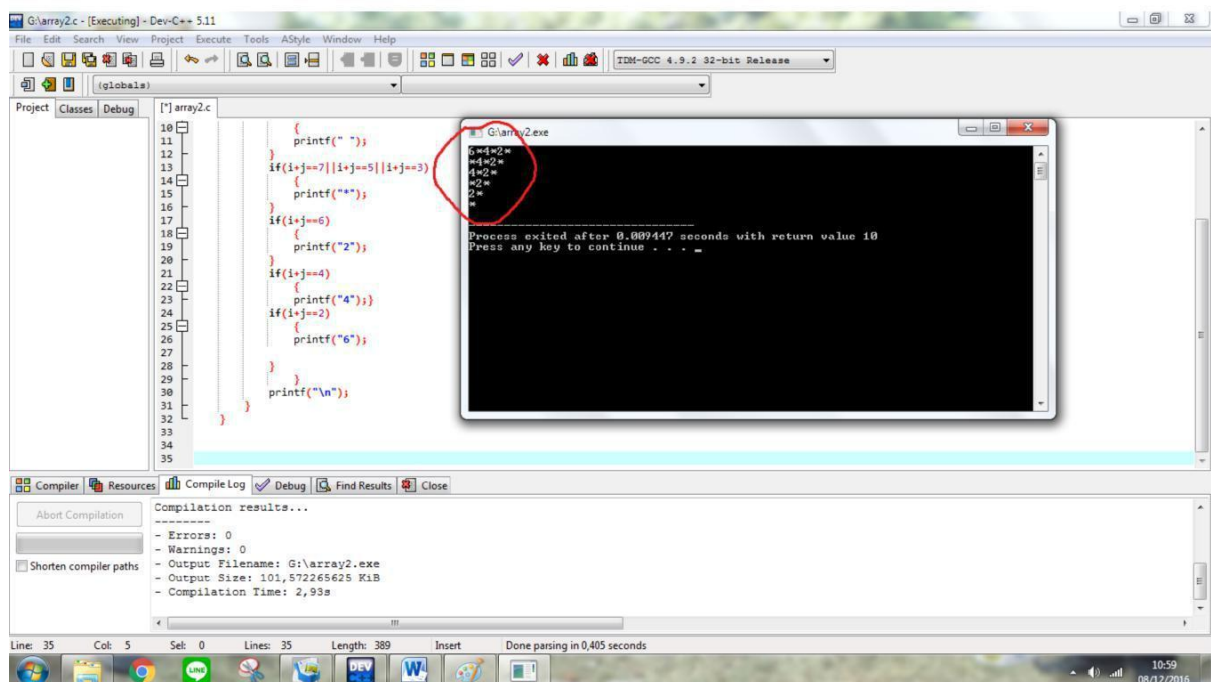 G:\array2.c - [Executing] - Dev-C++ 5.11
File Edit Search View Project Execute Tools AStyle Window Help
TDM-GCC 4.9.2 32-bit Release
(globals)
Project Classes Debug
[*] array2.c
10 {
11 printf(" ");
12 }
13 if(i+j==7||i+j==5||i+j==3)
14 {
15 printf("*");
16 }
17 if(i+j==6)
18 {
19 printf("2");
20 }
21 if(i+j==4)
22 {
23 printf("4");}
24 if(i+j==2)
25 {
26 printf("6");
27
28 }
29 }
30 printf("\n");
31 }
32 }
33
34
35
G:\array2.exe
6*4*2*
*4*2*
4*2*
*2*
2*
*
--------------------------------
Process exited after 0.009447 seconds with return value 10
Press any key to continue . . . _
Compiler Resources Compile Log Debug Find Results Close
Abort Compilation
Shorten compiler paths
Compilation results...
--------
- Errors: 0
- Warnings: 0
- Output Filename: G:\array2.exe
- Output Size: 101,572265625 KiB
- Compilation Time: 2,93s
Line: 35 Col: 5 Sel: 0 Lines: 35 Length: 389 Insert Done parsing in 0,405 seconds
LINE
DEV
W
10:59
08/12/2016